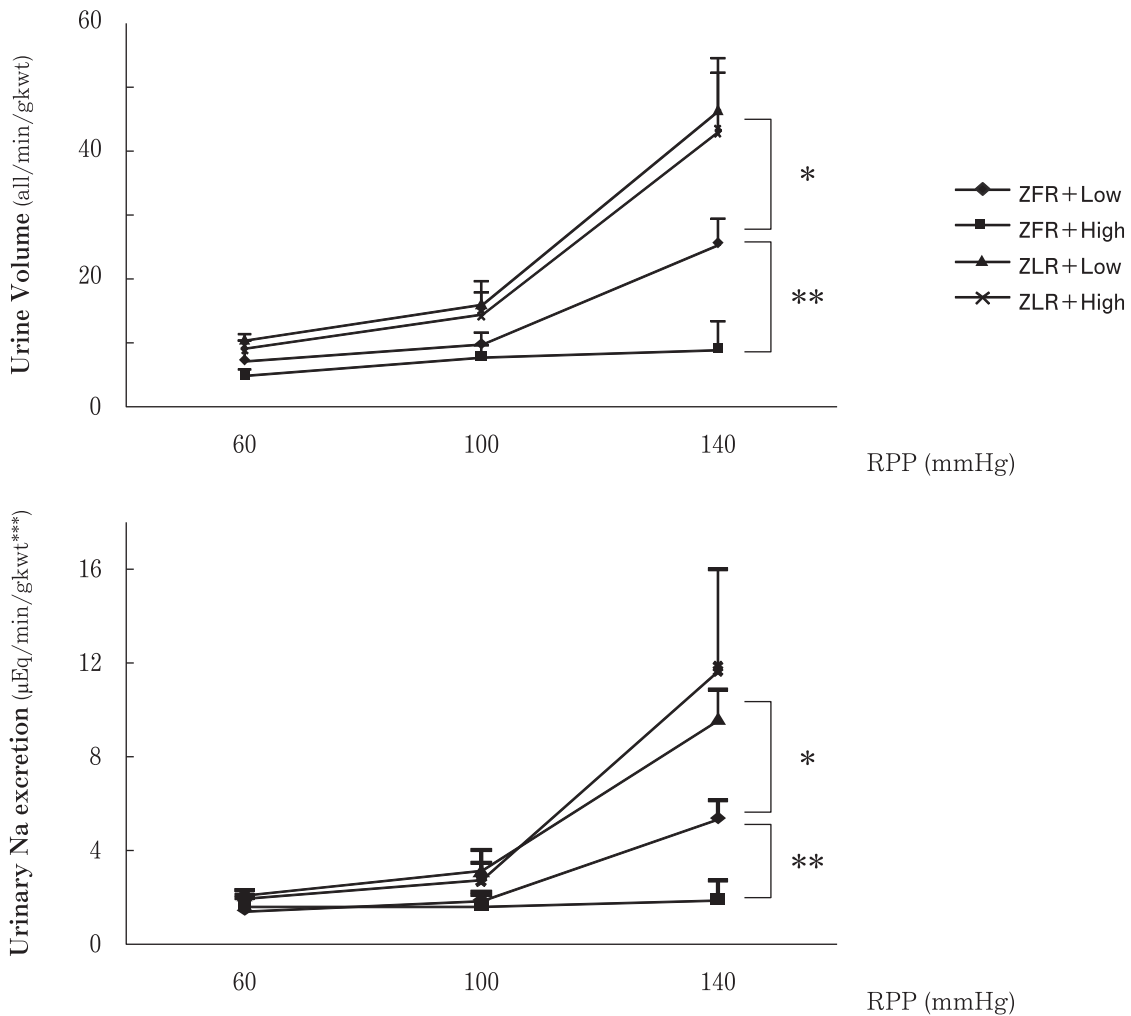 Urine Volume (all/min/gkwt)
60
40
20
0
60 100 140
RPP (mmHg)
*
**
ZFR+Low
ZFR+High
ZLR+Low
ZLR+High
Urinary Na excretion (μEq/min/gkwt***)
16
12
8
4
0
60 100 140
RPP (mmHg)
*
**